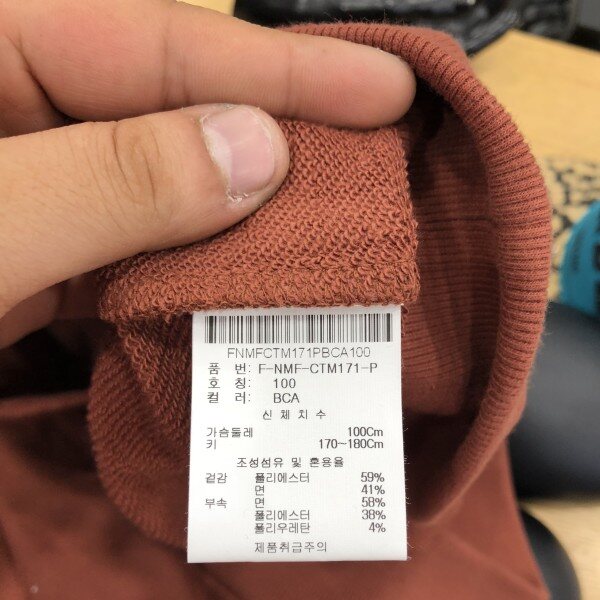 FNMFCTM171PBCA100
품 번: F-NMF-CTM171-P
호 칭: 100
컬 러: BCA
신체치수
가슴둘레 100Cm
키 170~180Cm
조성섬유 및 혼용율
겉감 폴리에스터 59%
면 41%
부속 면 58%
폴리에스터 38%
폴리우레탄 4%
제품취급주의